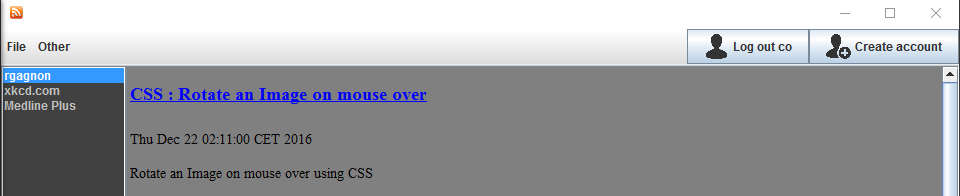 File Other Log out co Create account
rgagnon
xkcd.com
Medline Plus
CSS : Rotate an Image on mouse over
Thu Dec 22 02:11:00 CET 2016
Rotate an Image on mouse over using CSS